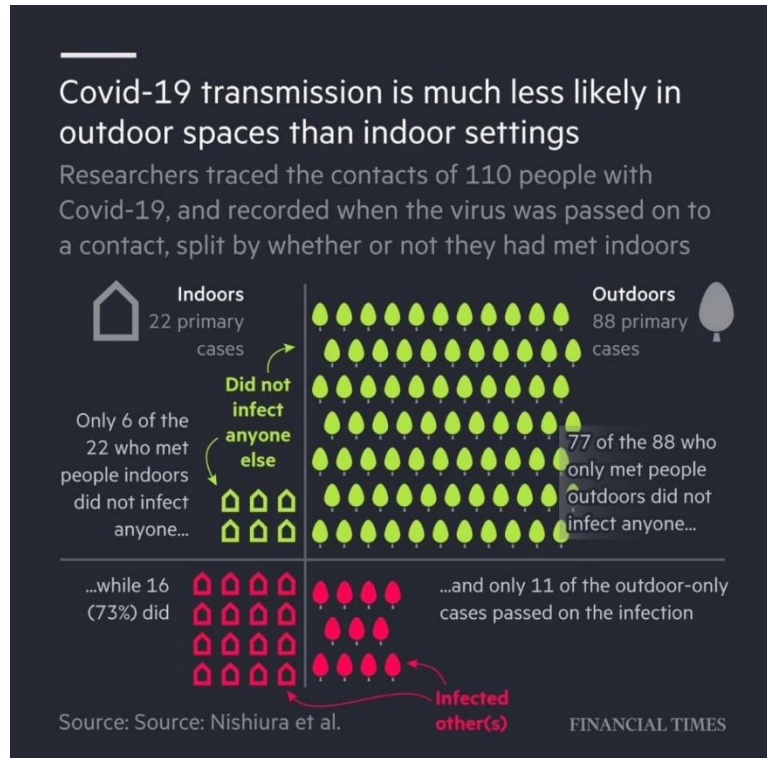 Covid-19 transmission is much less likely in
outdoor spaces than indoor settings
Researchers traced the contacts of 110 people with
Covid-19, and recorded when the virus was passed on to
a contact, split by whether or not they had met indoors
Indoors
22 primary
cases
Outdoors
88 primary
cases
Did not
infect
anyone
else
Only 6 of the
22 who met
people indoors
did not infect
anyone...
77 of the 88 who
only met people
outdoors did not
infect anyone...
...while 16
(73%) did
...and only 11 of the outdoor-only
cases passed on the infection
Infected
other(s)
Source: Source: Nishiura et al.
FINANCIAL TIMES